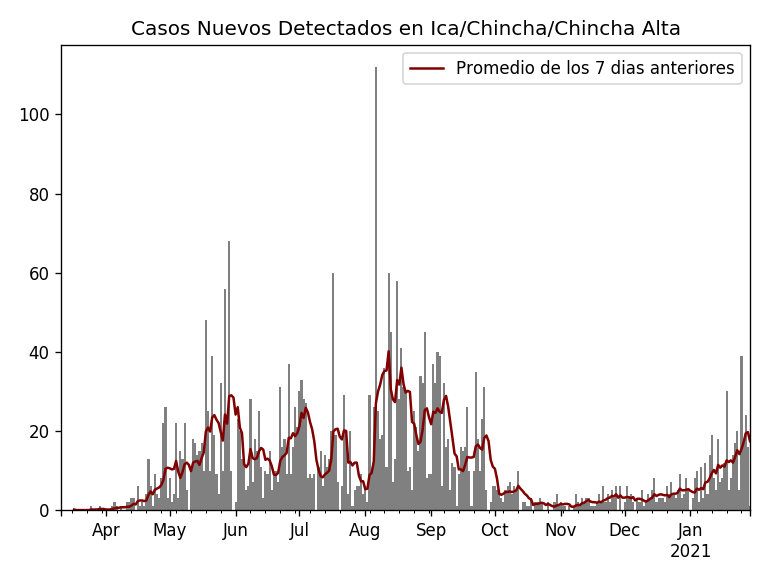 Casos Nuevos Detectados en Ica/Chincha/Chincha Alta
Promedio de los 7 dias anteriores
100
80
60
40
20
0
Apr May Jun Jul Aug Sep Oct Nov Dec Jan
2021